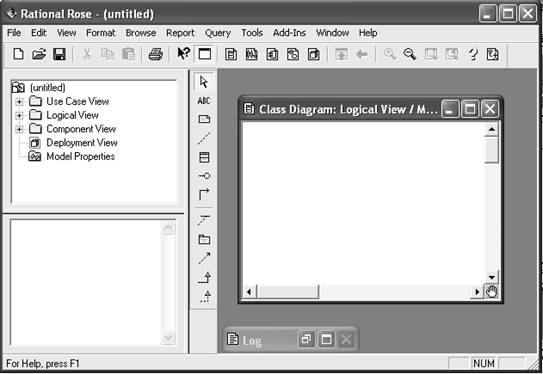 Rational Rose - (untitled)
File Edit View Format Browse Report Query Tools Add-Ins Window Help
(untitled)
Use Case View
Logical View
Component View
Deployment View
Model Properties
ABC
Class Diagram: Logical View / M...
Log
For Help, press F1
NUM